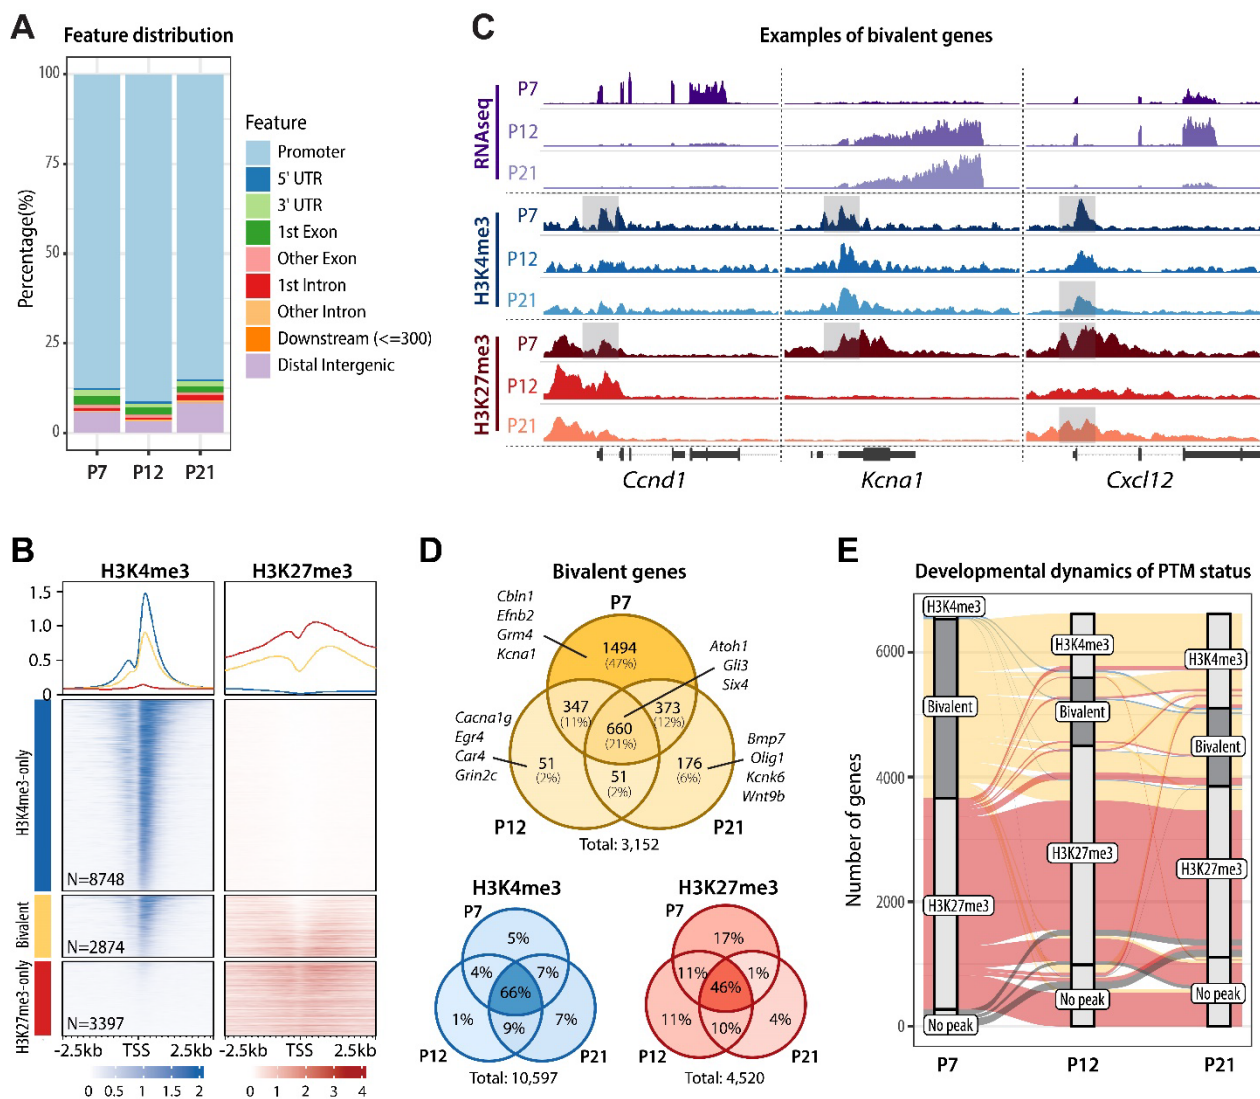 A
Feature distribution
100
75
50
25
0
Percentage(%)
P7
P12
P21
Feature
Promoter
5' UTR
3' UTR
1st Exon
Other Exon
1st Intron
Other Intron
Downstream (<=300)
Distal Intergenic
C
Examples of bivalent genes
RNAseq
P7
P12
P21
H3K4me3
P7
P12
P21
H3K27me3
P7
P12
P21
Ccnd1
Kcna1
Cxcl12
B
H3K4me3
H3K27me3
1.5
1.0
0.5
0
H3K4me3-only
N=8748
Bivalent
N=2874
H3K27me3-only
N=3397
-2.5kb
TSS
2.5kb
-2.5kb
TSS
2.5kb
0 0.5 1 1.5 2
0 1 2 3 4
D
Bivalent genes
Cbln1
Efnb2
Grm4
Kcna1
P7
1494
(47%)
Atoh1
Gli3
Six4
347
(11%)
373
(12%)
660
(21%)
Cacna1g
Egr4
Car4
Grin2c
51
(2%)
51
(2%)
176
(6%)
Bmp7
Olig1
Kcnk6
Wnt9b
P12
P21
Total: 3,152
H3K4me3
P7
5%
4%
7%
66%
1%
9%
7%
P12
P21
Total: 10,597
H3K27me3
P7
17%
11%
1%
46%
11%
10%
4%
P12
P21
Total: 4,520
E
Developmental dynamics of PTM status
Number of genes
6000
4000
2000
0
H3K4me3
Bivalent
H3K27me3
No peak
H3K4me3
Bivalent
H3K27me3
No peak
H3K4me3
Bivalent
H3K27me3
No peak
P7
P12
P21